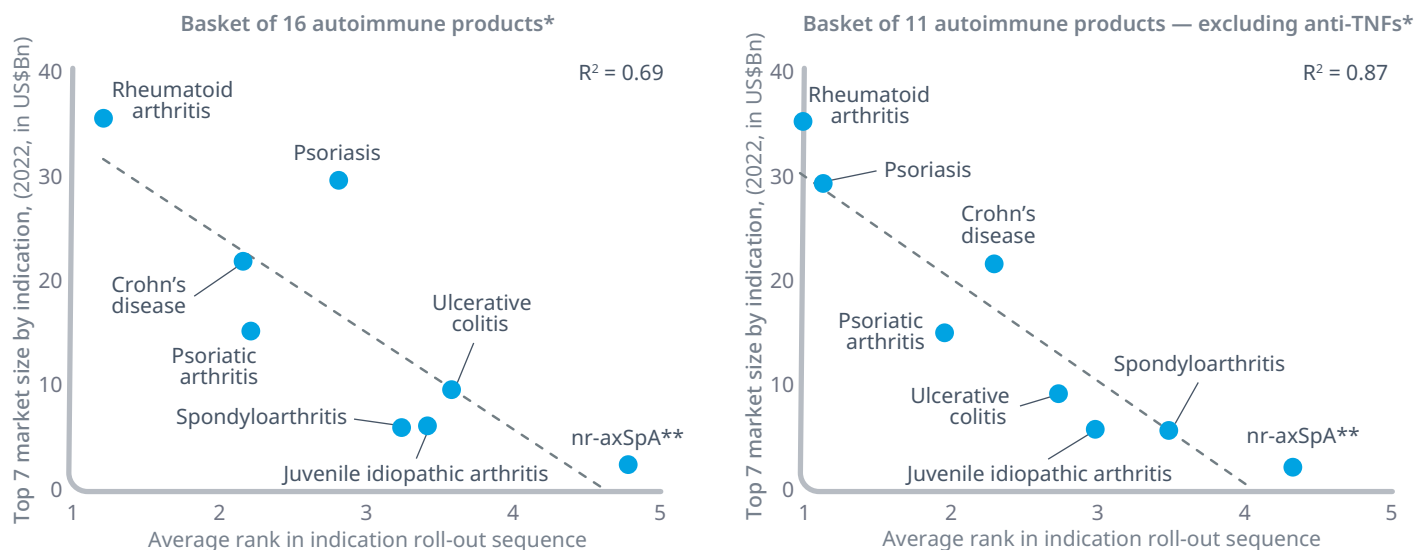 Basket of 16 autoimmune products*
Top 7 market size by indication, (2022, in US$Bn)
40
30
20
10
0
R² = 0.69
Rheumatoid
arthritis
Psoriasis
Crohn's
disease
Psoriatic
arthritis
Ulcerative
colitis
Spondyloarthritis
Juvenile idiopathic arthritis
nr-axSpA**
1
2
3
4
5
Average rank in indication roll-out sequence
Basket of 11 autoimmune products — excluding anti-TNFs*
Top 7 market size by indication, (2022, in US$Bn)
40
30
20
10
0
R² = 0.87
Rheumatoid
arthritis
Psoriasis
Crohn's
disease
Psoriatic
arthritis
Spondyloarthritis
Ulcerative
colitis
nr-axSpA**
Juvenile idiopathic arthritis
1
2
3
4
5
Average rank in indication roll-out sequence